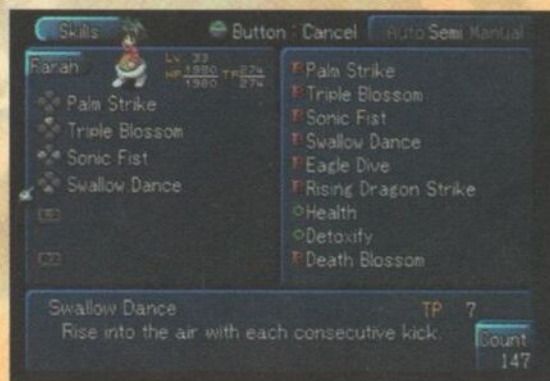 Skills
Button : Cancel
Auto Semi Manual
Farah
Lv 33
HP 1980 TP 274
1980 274
Palm Strike
Triple Blossom
Sonic Fist
Swallow Dance
Palm Strike
Triple Blossom
Sonic Fist
Swallow Dance
Eagle Dive
Rising Dragon Strike
Health
Detoxify
Death Blossom
Swallow Dance TP 7
Rise into the air with each consecutive kick.
Count
147